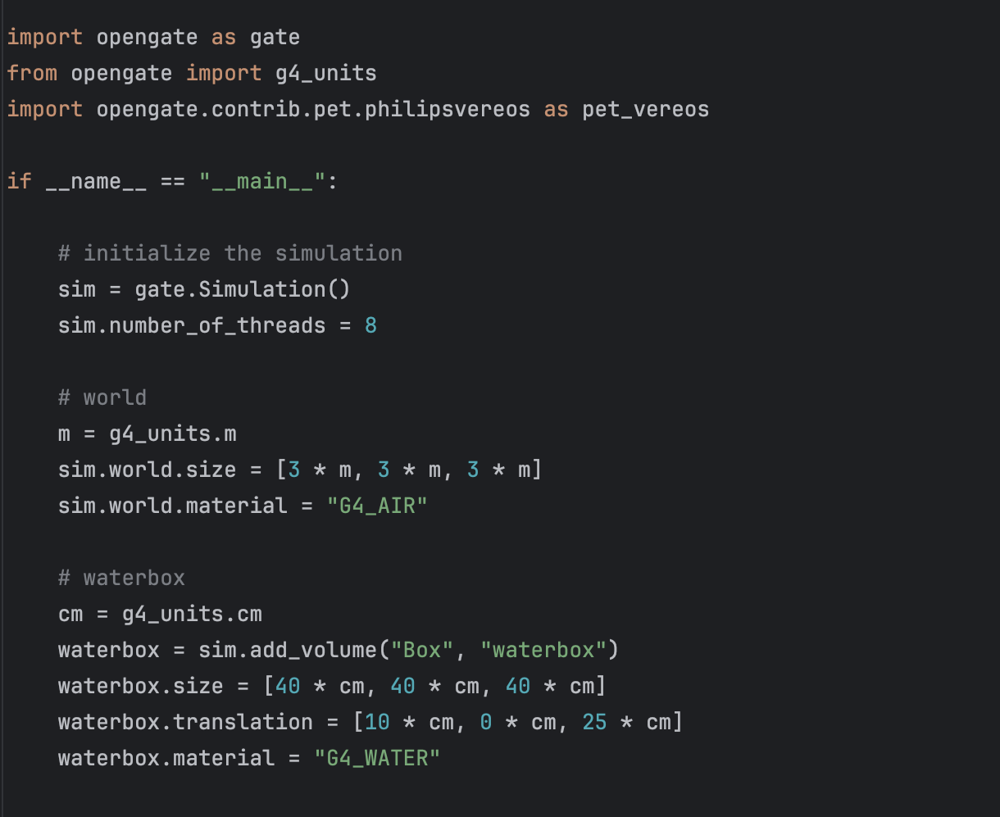 import opengate as gate
from opengate import g4_units
import opengate.contrib.pet.philipsvereos as pet_vereos
if __name__ == "__main__":
# initialize the simulation
sim = gate.Simulation()
sim.number_of_threads = 8
# world
m = g4_units.m
sim.world.size = [3 * m, 3 * m, 3 * m]
sim.world.material = "G4_AIR"
# waterbox
cm = g4_units.cm
waterbox = sim.add_volume("Box", "waterbox")
waterbox.size = [40 * cm, 40 * cm, 40 * cm]
waterbox.translation = [10 * cm, 0 * cm, 25 * cm]
waterbox.material = "G4_WATER"